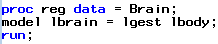 proc reg data = Brain;
model lbrain = lgest lbody;
run;